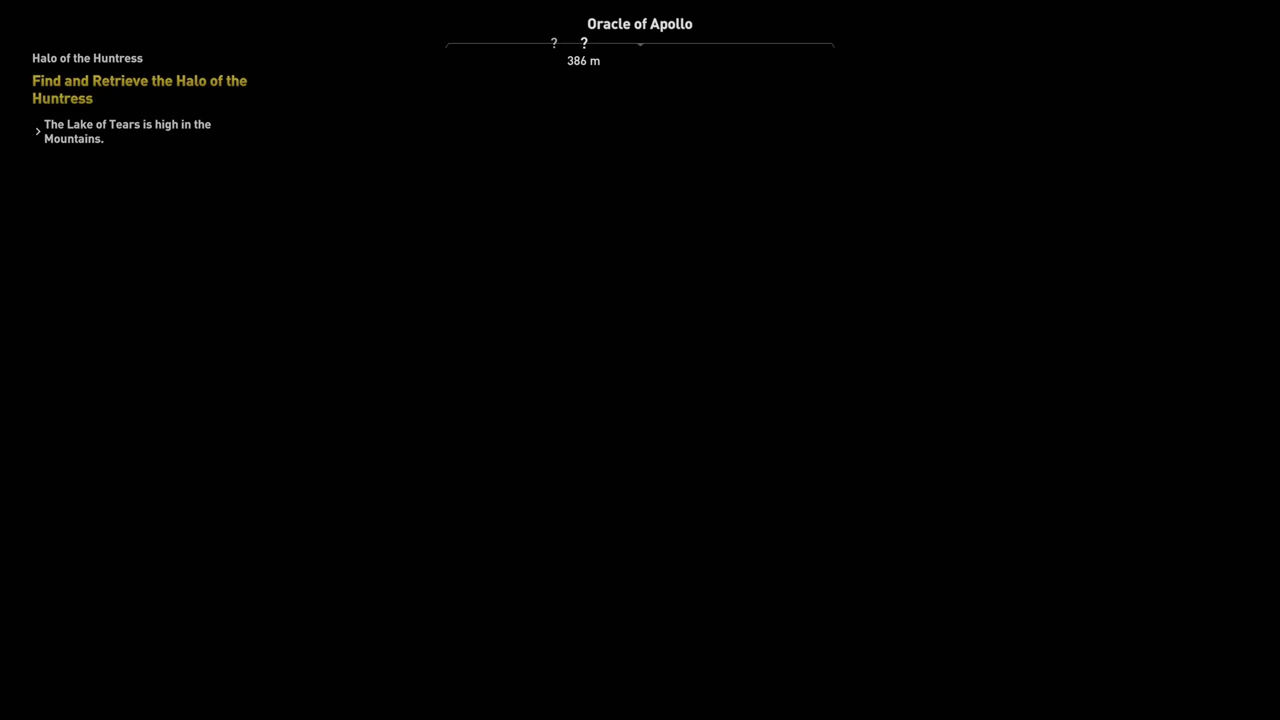 Oracle of Apollo
? ?
386 m
Halo of the Huntress
Find and Retrieve the Halo of the
Huntress
> The Lake of Tears is high in the
Mountains.